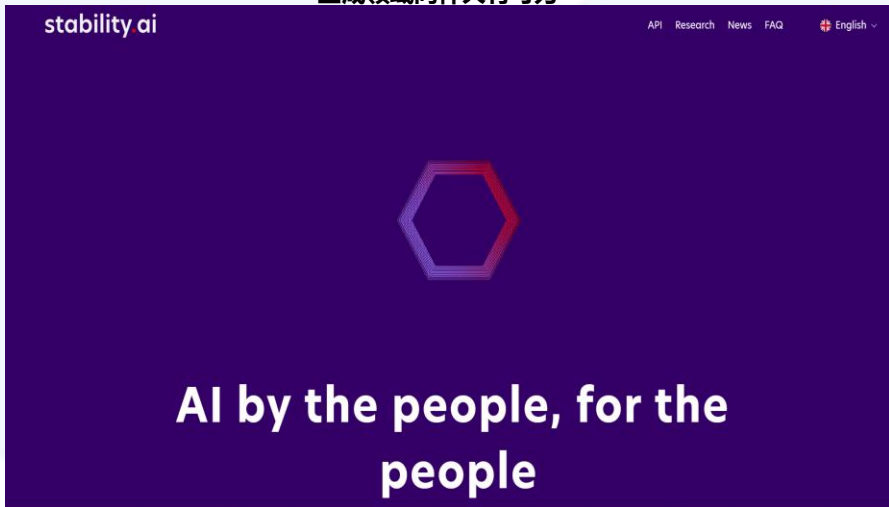 stability.ai
API Research News FAQ English
AI by the people, for the
people